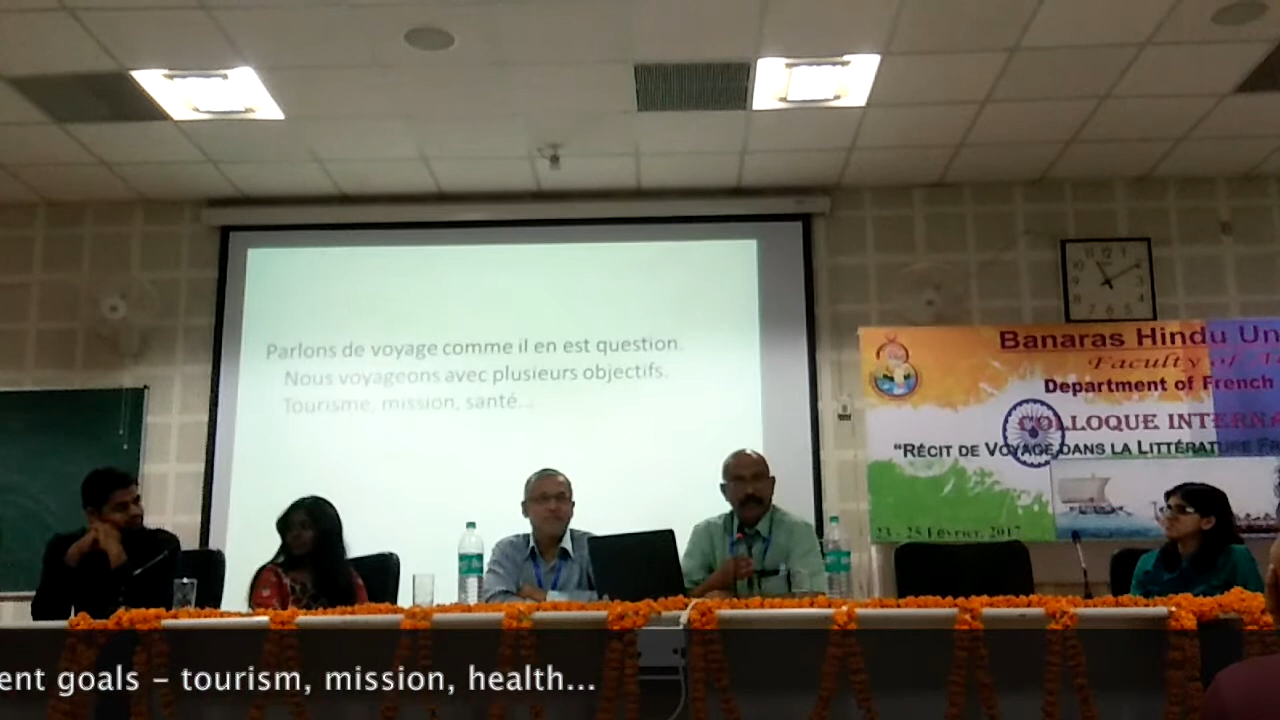 Parlons de voyage comme il en est question.
Nous voyageons avec plusieurs objectifs.
Tourisme, mission, santé...
Banaras Hindu Un
Faculty of
Department of French
COLLOQUE INTERNA
"RÉCIT DE VOYAGE DANS LA LITTÉRATURE
23 - 25 Février, 2017
ent goals – tourism, mission, health...